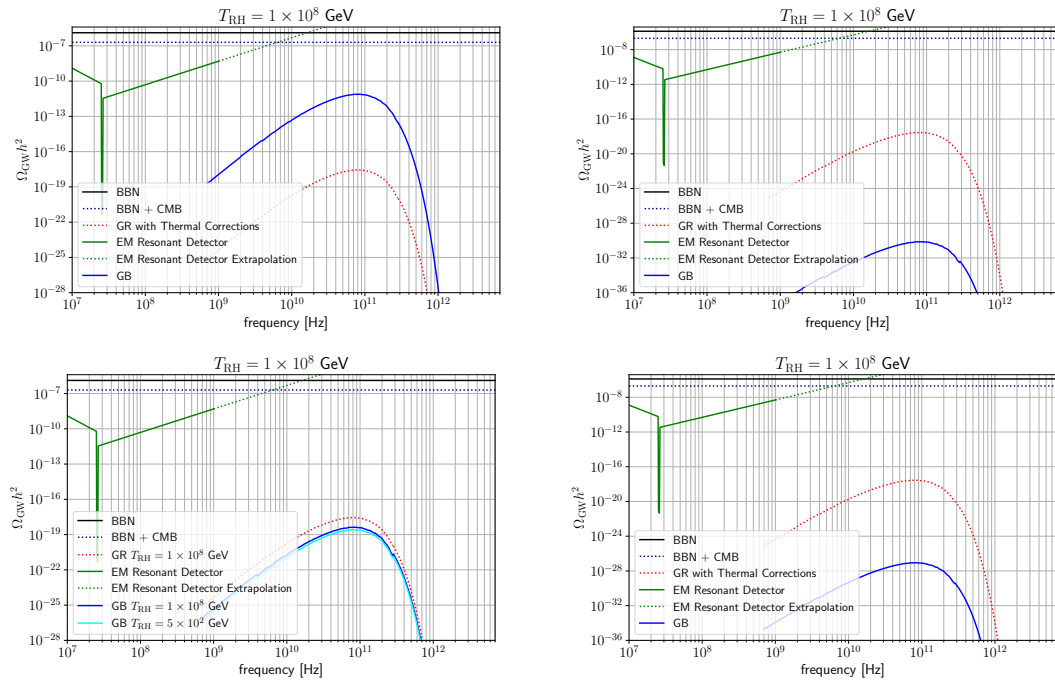 T_RH = 1 × 10^8 GeV
10^-7
10^-10
10^-13
10^-16
10^-19
10^-22
10^-25
10^-28
Ω_GW h^2
BBN
BBN + CMB
GR with Thermal Corrections
EM Resonant Detector
EM Resonant Detector Extrapolation
GB
10^7 10^8 10^9 10^10 10^11 10^12
frequency [Hz]
T_RH = 1 × 10^8 GeV
10^-8
10^-12
10^-16
10^-20
10^-24
10^-28
10^-32
10^-36
Ω_GW h^2
BBN
BBN + CMB
GR with Thermal Corrections
EM Resonant Detector
EM Resonant Detector Extrapolation
GB
10^7 10^8 10^9 10^10 10^11 10^12
frequency [Hz]
T_RH = 1 × 10^8 GeV
10^-7
10^-10
10^-13
10^-16
10^-19
10^-22
10^-25
10^-28
Ω_GW h^2
BBN
BBN + CMB
GR T_RH = 1 × 10^8 GeV
EM Resonant Detector
EM Resonant Detector Extrapolation
GB T_RH = 1 × 10^8 GeV
GB T_RH = 5 × 10^2 GeV
10^7 10^8 10^9 10^10 10^11 10^12
frequency [Hz]
T_RH = 1 × 10^8 GeV
10^-8
10^-12
10^-16
10^-20
10^-24
10^-28
10^-32
10^-36
Ω_GW h^2
BBN
BBN + CMB
GR with Thermal Corrections
EM Resonant Detector
EM Resonant Detector Extrapolation
GB
10^7 10^8 10^9 10^10 10^11 10^12
frequency [Hz]